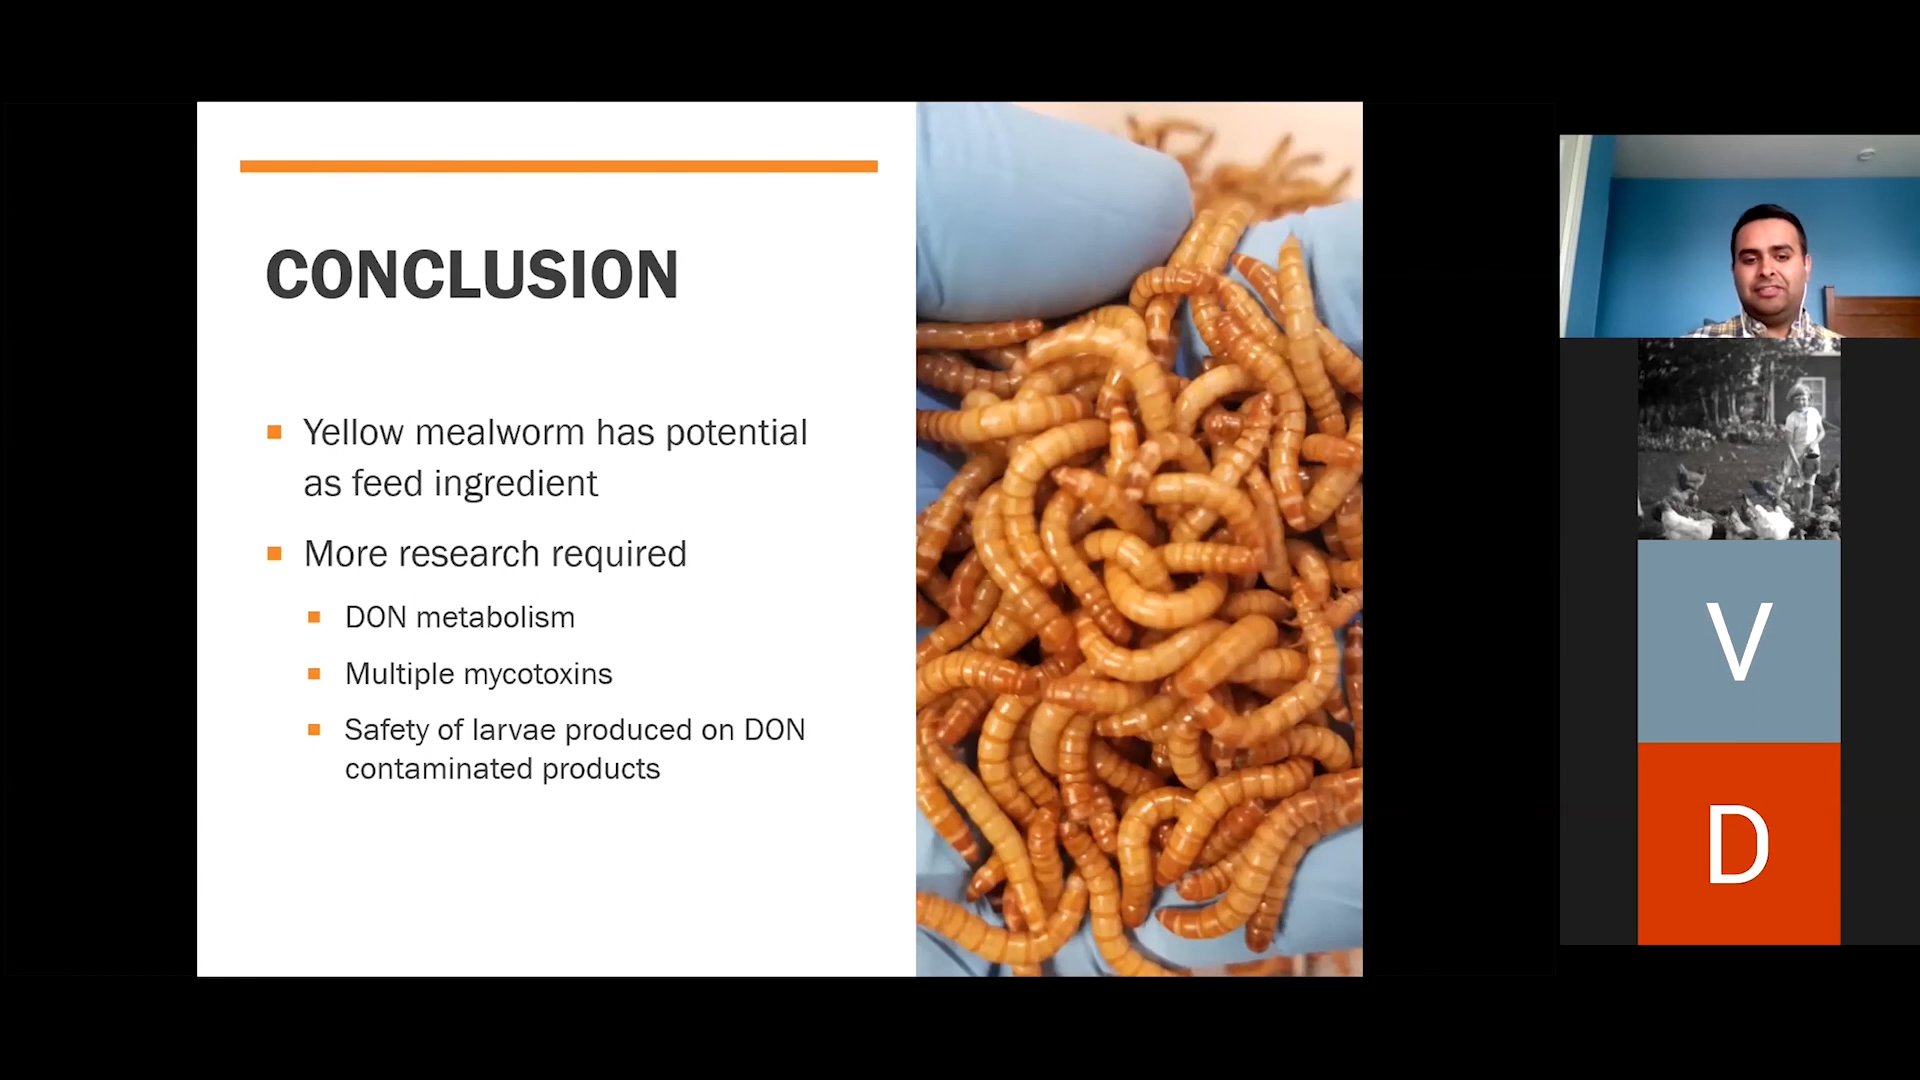 CONCLUSION
Yellow mealworm has potential
as feed ingredient
More research required
DON metabolism
Multiple mycotoxins
Safety of larvae produced on DON
contaminated products
V
D